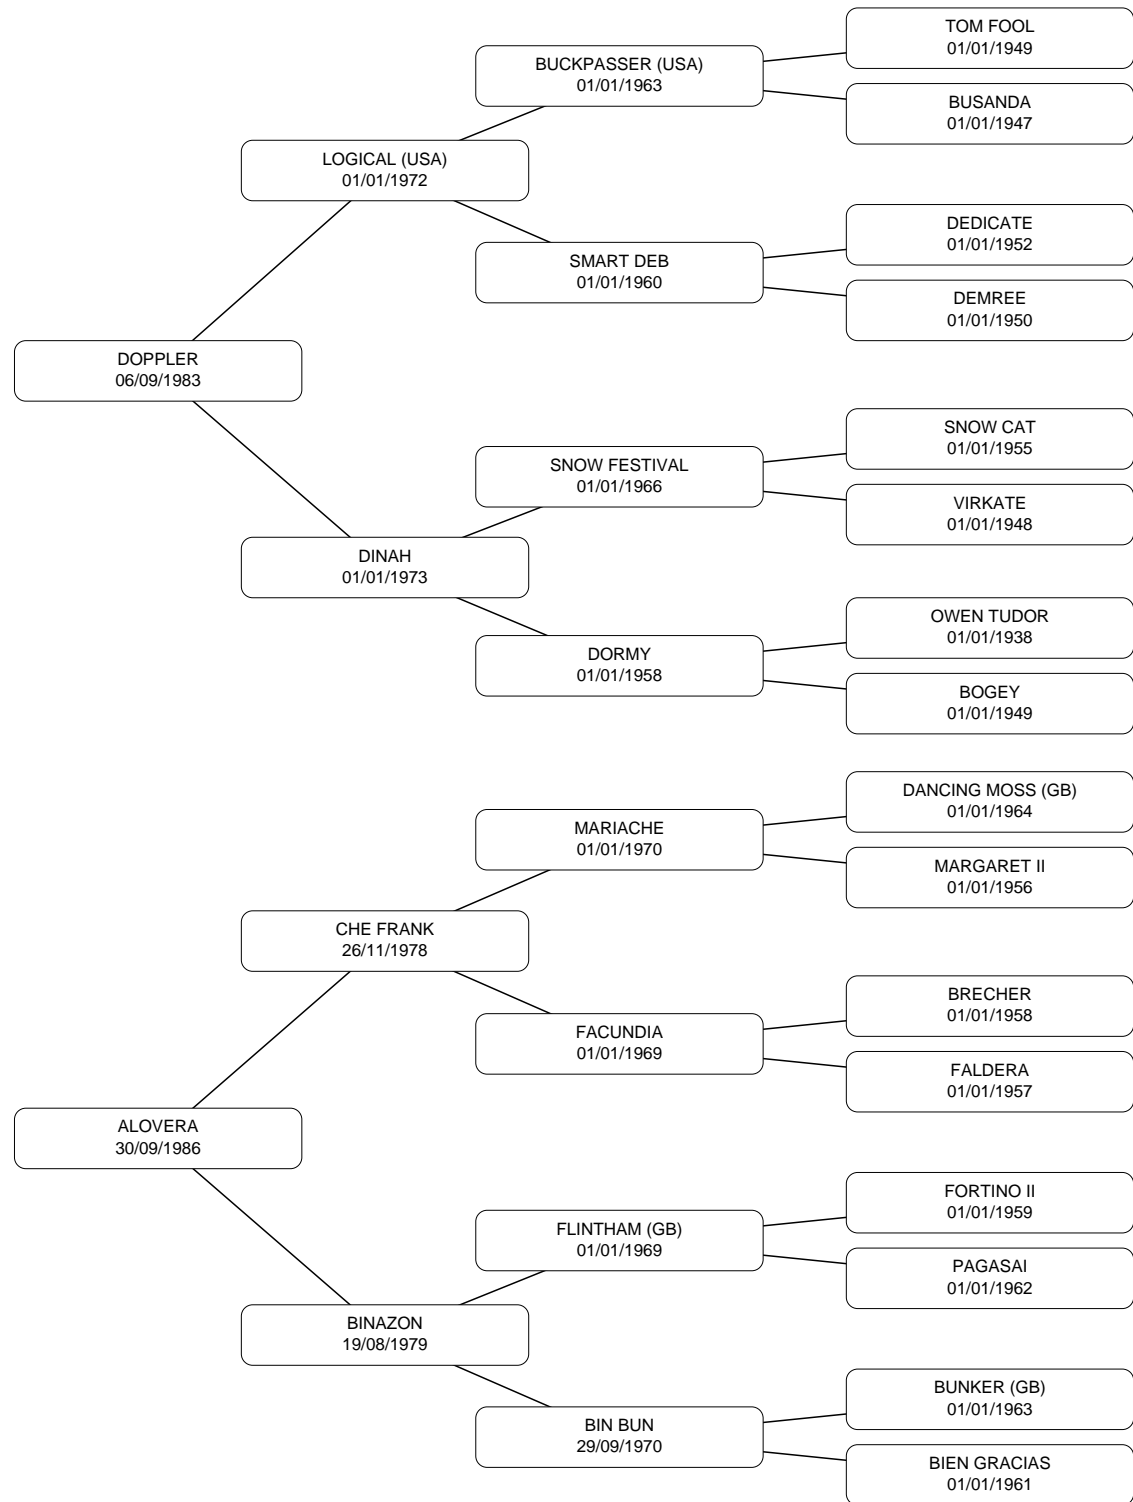 TOM FOOL
01/01/1949
BUCKPASSER (USA)
01/01/1963
BUSANDA
01/01/1947
LOGICAL (USA)
01/01/1972
DEDICATE
01/01/1952
SMART DEB
01/01/1960
DEMREE
01/01/1950
DOPPLER
06/09/1983
SNOW CAT
01/01/1955
SNOW FESTIVAL
01/01/1966
VIRKATE
01/01/1948
DINAH
01/01/1973
OWEN TUDOR
01/01/1938
DORMY
01/01/1958
BOGEY
01/01/1949
DANCING MOSS (GB)
01/01/1964
MARIACHE
01/01/1970
MARGARET II
01/01/1956
CHE FRANK
26/11/1978
BRECHER
01/01/1958
FACUNDIA
01/01/1969
FALDERA
01/01/1957
ALOVERA
30/09/1986
FORTINO II
01/01/1959
FLINTHAM (GB)
01/01/1969
PAGASAI
01/01/1962
BINAZON
19/08/1979
BUNKER (GB)
01/01/1963
BIN BUN
29/09/1970
BIEN GRACIAS
01/01/1961